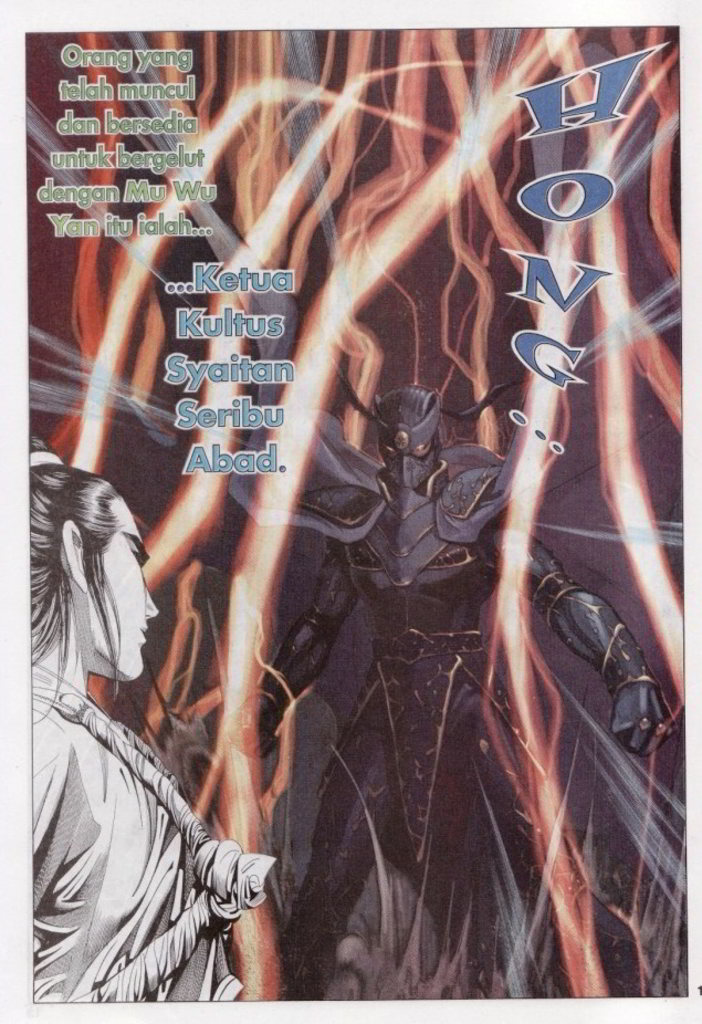 Orang yang
telah muncul
dan bersedia
untuk bergelut
dengan Mu Wu
Yan itu ialah...
...Ketua
Kultus
Syaitan
Seribu
Abad.
HONG...